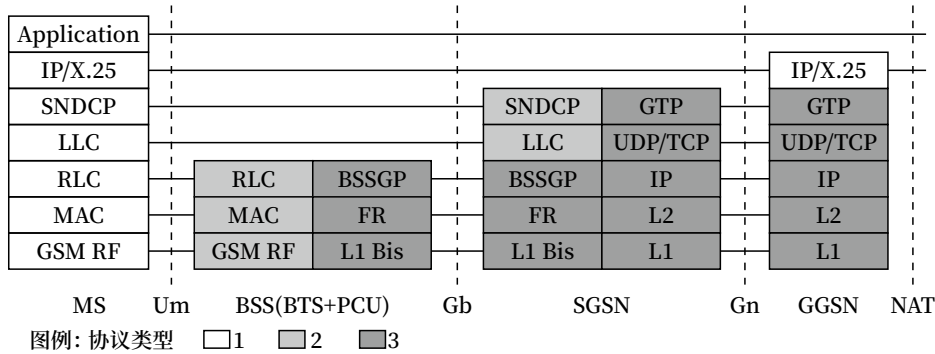 Application
IP/X.25 IP/X.25
SNDCP SNDCP GTP GTP
LLC LLC UDP/TCP UDP/TCP
RLC RLC BSSGP BSSGP IP IP
MAC MAC FR FR L2 L2
GSM RF GSM RF L1 Bis L1 Bis L1 L1
MS Um BSS(BTS+PCU) Gb SGSN Gn GGSN NAT
图例：协议类型 1 2 3